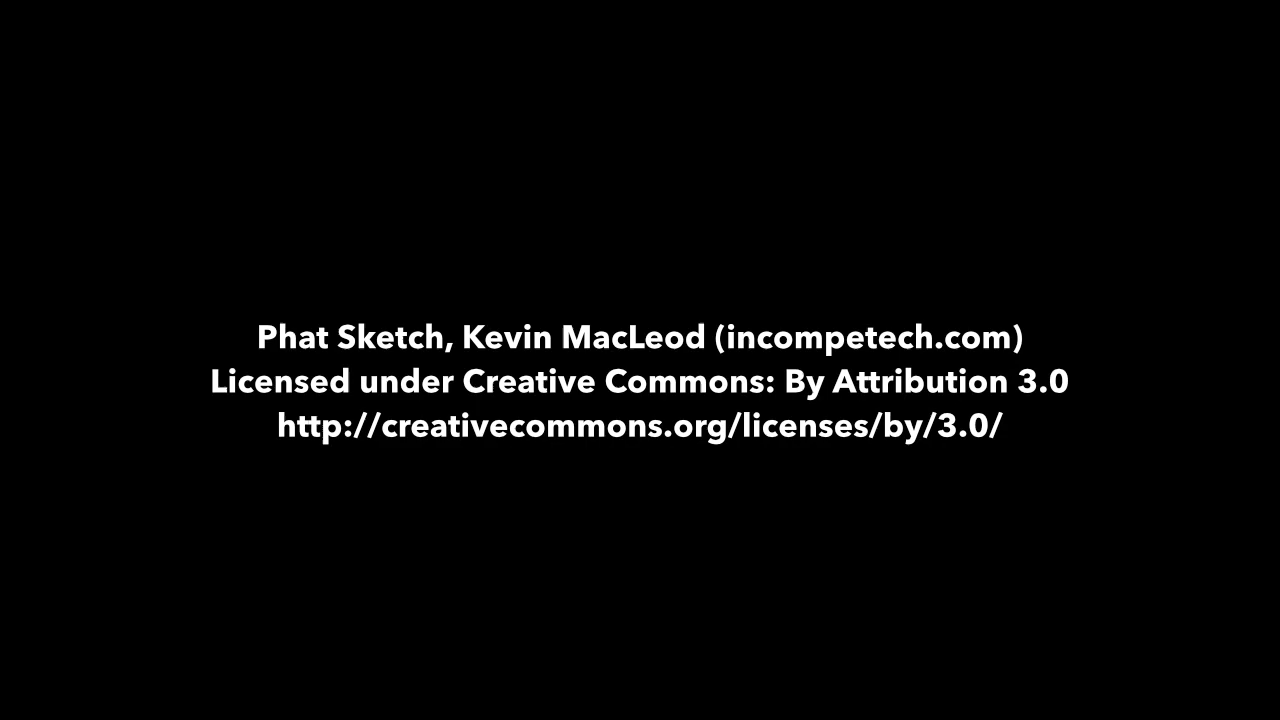 Phat Sketch, Kevin MacLeod (incompetech.com)
Licensed under Creative Commons: By Attribution 3.0
http://creativecommons.org/licenses/by/3.0/